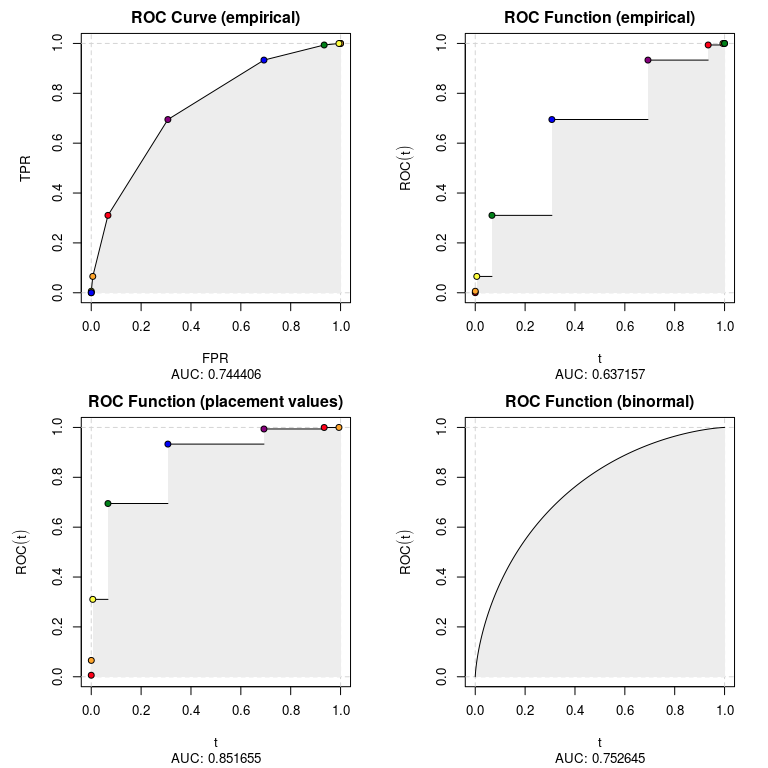 ROC Curve (empirical)
TPR
1.0
0.8
0.6
0.4
0.2
0.0
0.0 0.2 0.4 0.6 0.8 1.0
FPR
AUC: 0.744406
ROC Function (empirical)
ROC(t)
1.0
0.8
0.6
0.4
0.2
0.0
0.0 0.2 0.4 0.6 0.8 1.0
t
AUC: 0.637157
ROC Function (placement values)
ROC(t)
1.0
0.8
0.6
0.4
0.2
0.0
0.0 0.2 0.4 0.6 0.8 1.0
t
AUC: 0.851655
ROC Function (binormal)
ROC(t)
1.0
0.8
0.6
0.4
0.2
0.0
0.0 0.2 0.4 0.6 0.8 1.0
t
AUC: 0.752645